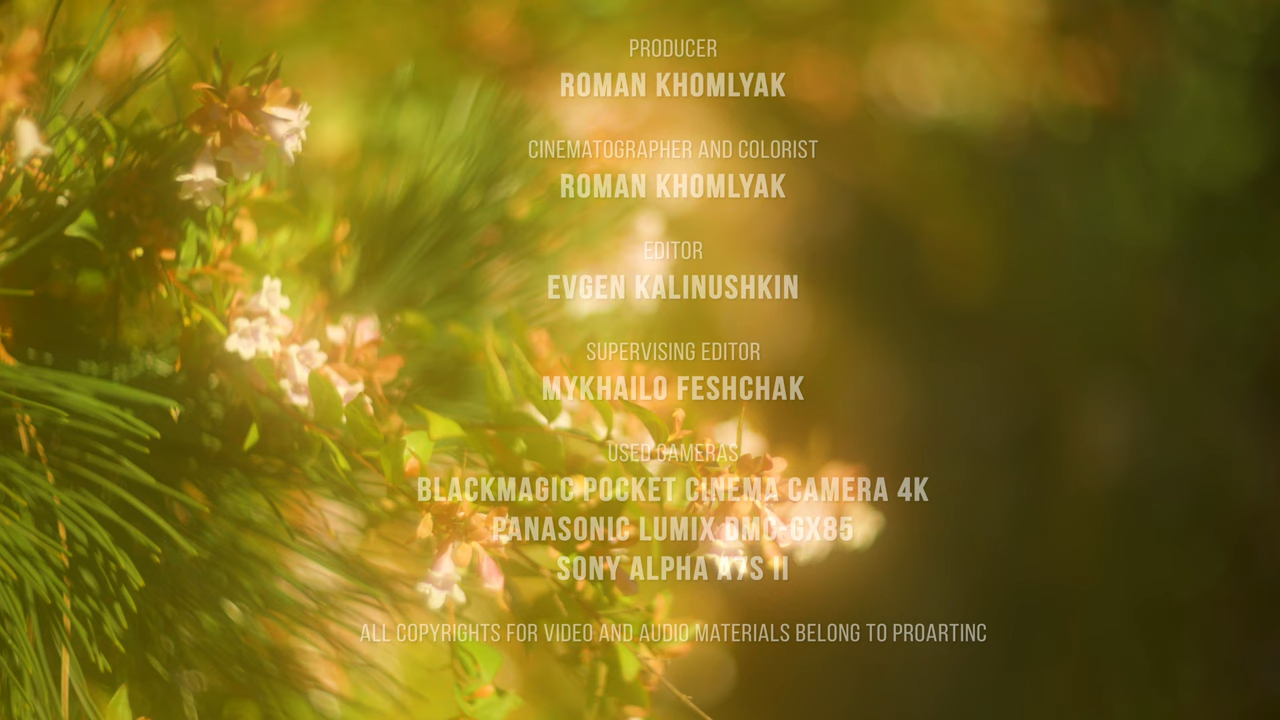 PRODUCER
ROMAN KHOMLYAK
CINEMATOGRAPHER AND COLORIST
ROMAN KHOMLYAK
EDITOR
EVGEN KALINUSHKIN
SUPERVISING EDITOR
MYKHAILO FESHCHAK
USED CAMERAS
BLACKMAGIC POCKET CINEMA CAMERA 4K
PANASONIC LUMIX DMC-GX85
SONY ALPHA A7S II
ALL COPYRIGHTS FOR VIDEO AND AUDIO MATERIALS BELONG TO PROARTINC